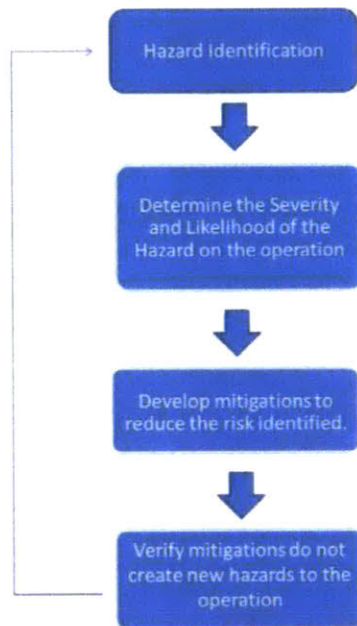 Hazard Identification
Determine the Severity
and Likelihood of the
Hazard on the operation
Develop mitigations to
reduce the risk identified.
Verify mitigations do not
create new hazards to the
operation